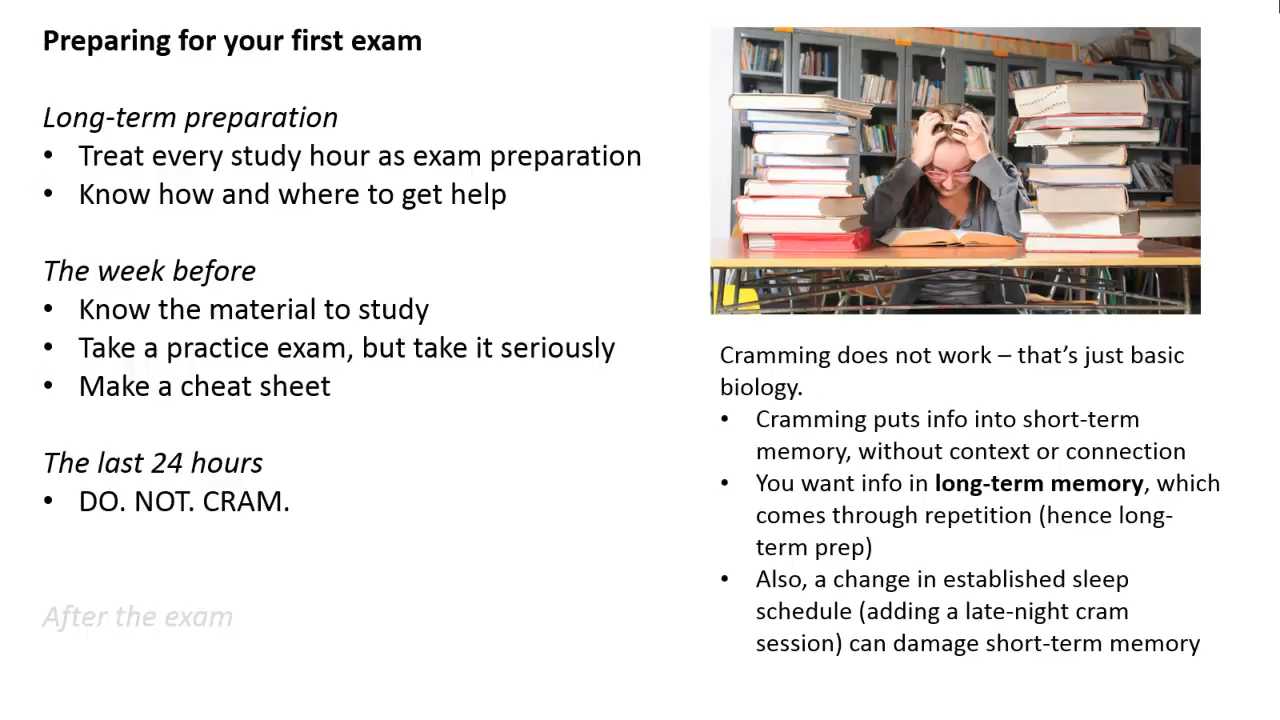 Preparing for your first exam
Long-term preparation
• Treat every study hour as exam preparation
• Know how and where to get help
The week before
• Know the material to study
• Take a practice exam, but take it seriously
• Make a cheat sheet
The last 24 hours
• DO. NOT. CRAM.
After the exam
Cramming does not work – that’s just basic
biology.
• Cramming puts info into short-term
memory, without context or connection
• You want info in long-term memory, which
comes through repetition (hence long-
term prep)
• Also, a change in established sleep
schedule (adding a late-night cram
session) can damage short-term memory